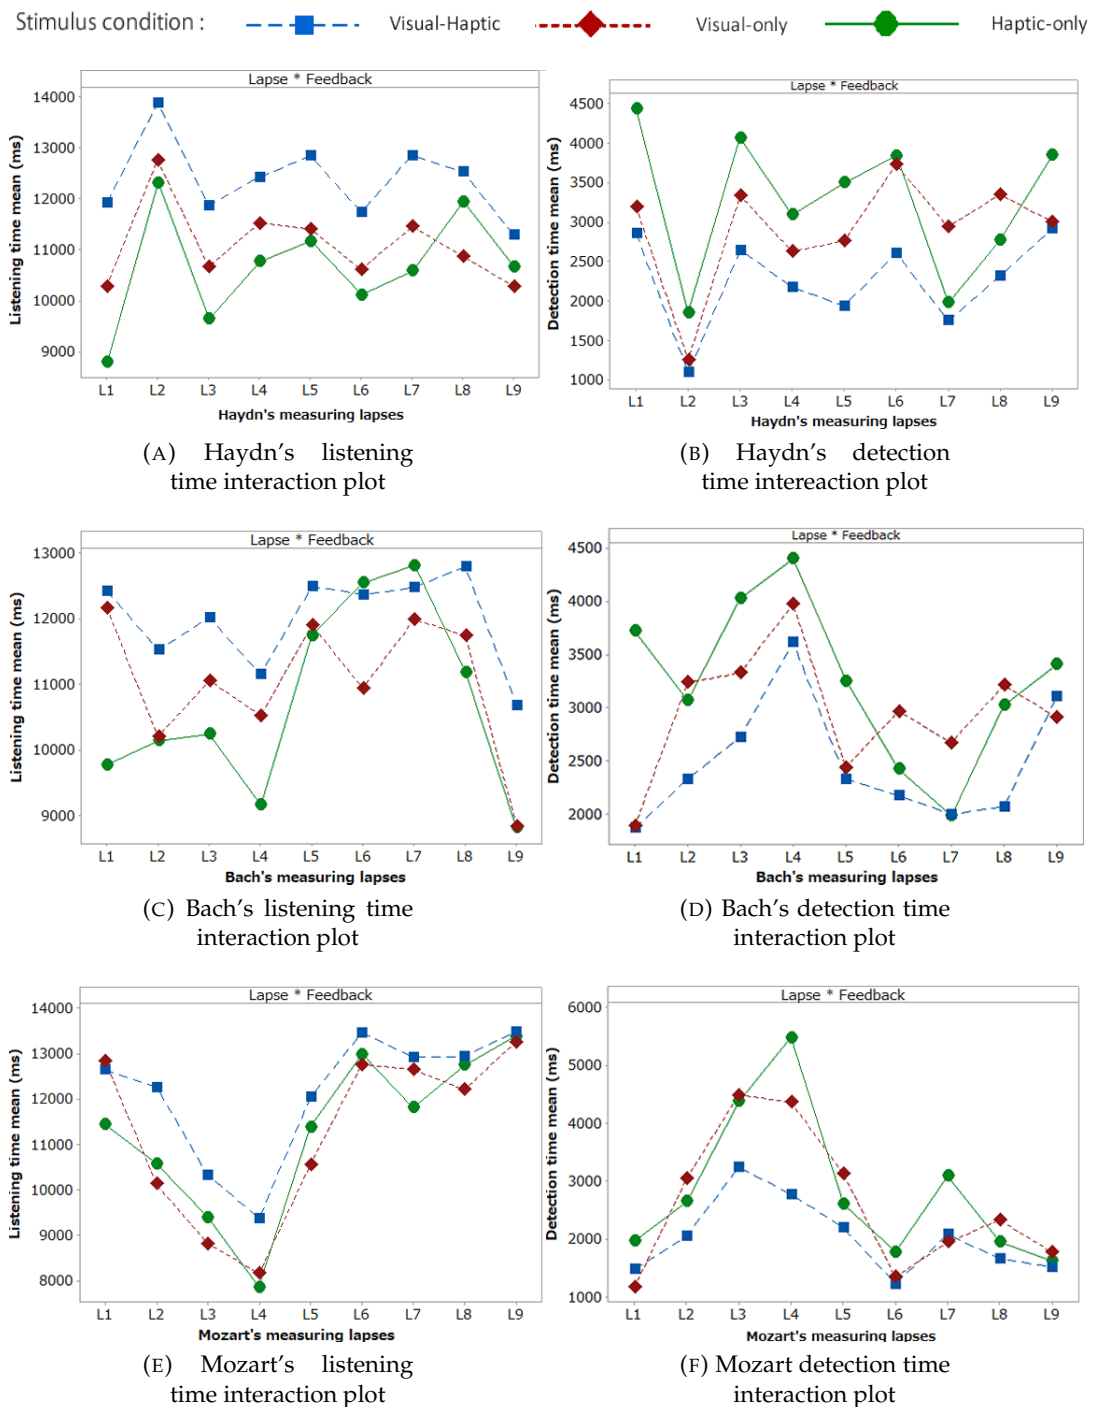 Stimulus condition : Visual-Haptic Visual-only Haptic-only
Lapse * Feedback
Listening time mean (ms)
14000
13000
12000
11000
10000
9000
L1 L2 L3 L4 L5 L6 L7 L8 L9
Haydn's measuring lapses
(A) Haydn's listening
time interaction plot
Lapse * Feedback
Detection time mean (ms)
4500
4000
3500
3000
2500
2000
1500
1000
L1 L2 L3 L4 L5 L6 L7 L8 L9
Haydn's measuring lapses
(B) Haydn's detection
time intereaction plot
Lapse * Feedback
Listening time mean (ms)
13000
12000
11000
10000
9000
L1 L2 L3 L4 L5 L6 L7 L8 L9
Bach's measuring lapses
(C) Bach's listening time
interaction plot
Lapse * Feedback
Detection time mean (ms)
4500
4000
3500
3000
2500
2000
L1 L2 L3 L4 L5 L6 L7 L8 L9
Bach's measuring lapses
(D) Bach's detection time
interaction plot
Lapse * Feedback
Listening time mean (ms)
14000
13000
12000
11000
10000
9000
8000
L1 L2 L3 L4 L5 L6 L7 L8 L9
Mozart's measuring lapses
(E) Mozart's listening
time interaction plot
Lapse * Feedback
Detection time mean (ms)
6000
5000
4000
3000
2000
1000
L1 L2 L3 L4 L5 L6 L7 L8 L9
Mozart's measuring lapses
(F) Mozart detection time
interaction plot